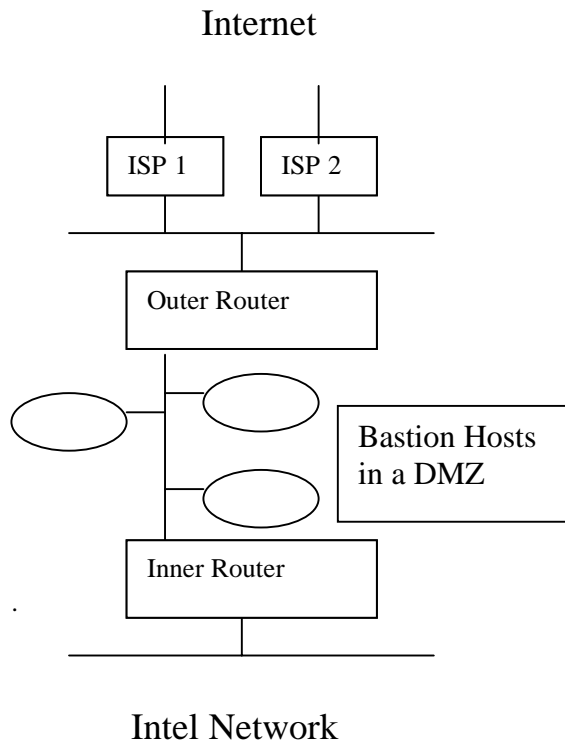 Internet
ISP 1
ISP 2
Outer Router
Bastion Hosts
in a DMZ
Inner Router
.
Intel Network